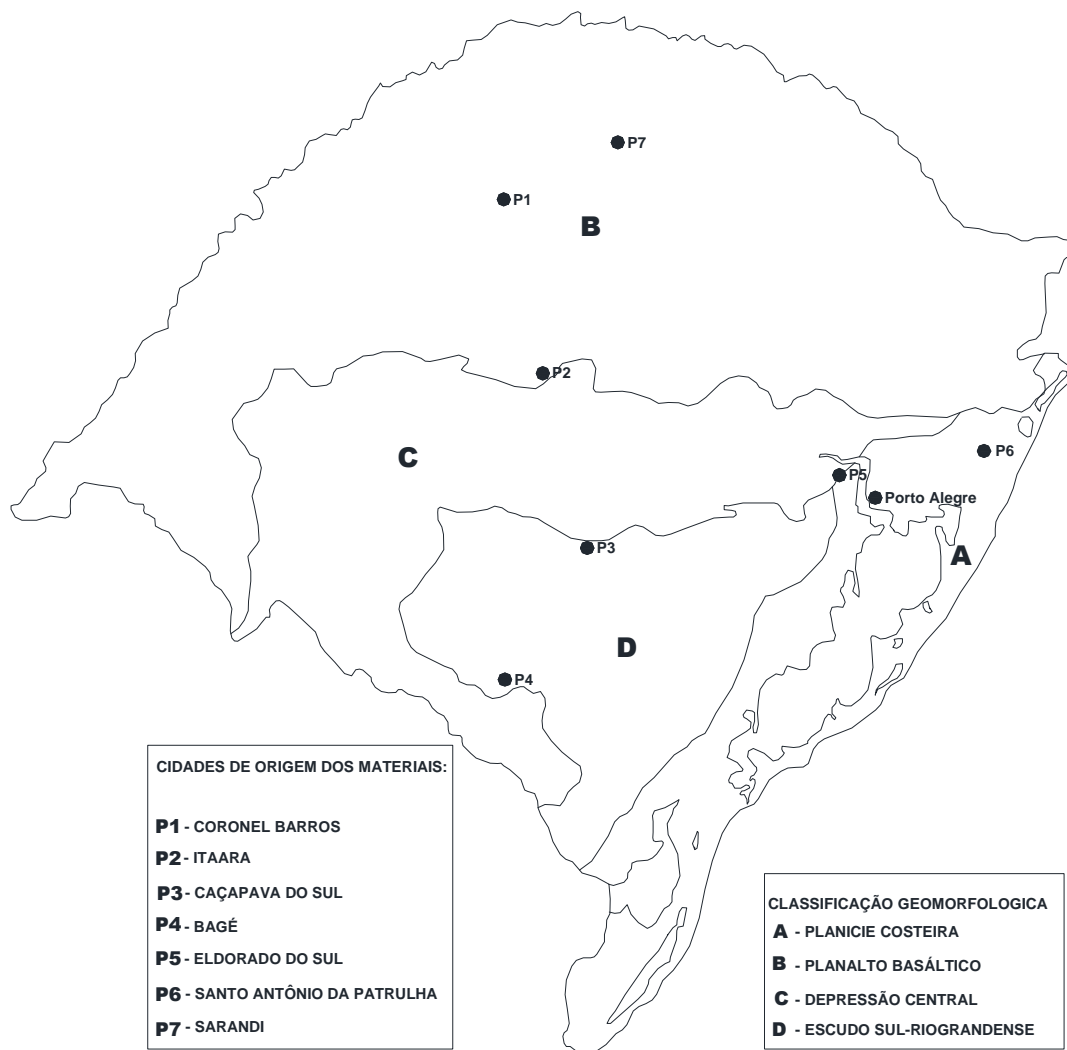 P7
P1
B
P2
C
P6
P5
Porto Alegre
P3
A
D
P4
CIDADES DE ORIGEM DOS MATERIAIS:
P1 - CORONEL BARROS
P2 - ITAARA
P3 - CAÇAPAVA DO SUL
P4 - BAGÉ
P5 - ELDORADO DO SUL
P6 - SANTO ANTÔNIO DA PATRULHA
P7 - SARANDI
CLASSIFICAÇÃO GEOMORFOLOGICA
A - PLANICIE COSTEIRA
B - PLANALTO BASÁLTICO
C - DEPRESSÃO CENTRAL
D - ESCUDO SUL-RIOGRANDENSE